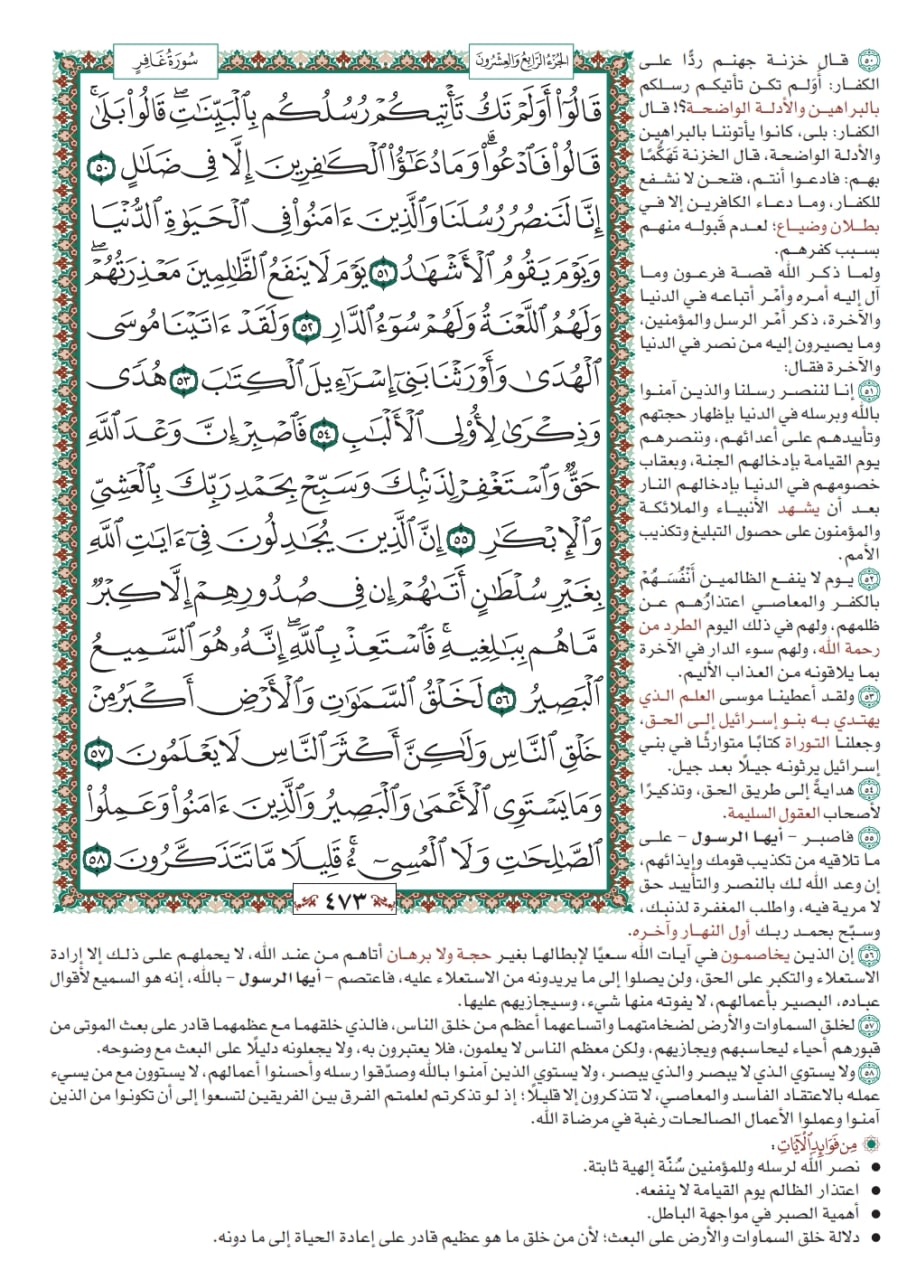 سُورَةُ غَافِرٍ
الجُزْءُ الرَّابِعُ وَالعِشْرُونَ
قَالُوٓاْ أَوَلَمۡ تَكُ تَأۡتِيكُمۡ رُسُلُكُم بِٱلۡبَيِّنَٰتِۖ قَالُواْ بَلَىٰۚ
قَالُواْ فَٱدۡعُواْۗ وَمَا دُعَٰٓؤُاْ ٱلۡكَٰفِرِينَ إِلَّا فِي ضَلَٰلٍ ٥٠
إِنَّا لَنَنصُرُ رُسُلَنَا وَٱلَّذِينَ ءَامَنُواْ فِي ٱلۡحَيَوٰةِ ٱلدُّنۡيَا
وَيَوۡمَ يَقُومُ ٱلۡأَشۡهَٰدُ ٥١ يَوۡمَ لَا يَنفَعُ ٱلظَّٰلِمِينَ مَعۡذِرَتُهُمۡۖ
وَلَهُمُ ٱللَّعۡنَةُ وَلَهُمۡ سُوٓءُ ٱلدَّارِ ٥٢ وَلَقَدۡ ءَاتَيۡنَا مُوسَى
ٱلۡهُدَىٰ وَأَوۡرَثۡنَا بَنِيٓ إِسۡرَٰٓءِيلَ ٱلۡكِتَٰبَ ٥٣ هُدٗى
وَذِكۡرَىٰ لِأُوْلِي ٱلۡأَلۡبَٰبِ ٥٤ فَٱصۡبِرۡ إِنَّ وَعۡدَ ٱللَّهِ
حَقّٞ وَٱسۡتَغۡفِرۡ لِذَنۢبِكَ وَسَبِّحۡ بِحَمۡدِ رَبِّكَ بِٱلۡعَشِيِّ
وَٱلۡإِبۡكَٰرِ ٥٥ إِنَّ ٱلَّذِينَ يُجَٰدِلُونَ فِيٓ ءَايَٰتِ ٱللَّهِ
بِغَيۡرِ سُلۡطَٰنٍ أَتَىٰهُمۡ إِن فِي صُدُورِهِمۡ إِلَّا كِبۡرٞ
مَّا هُم بِبَٰلِغِيهِۚ فَٱسۡتَعِذۡ بِٱللَّهِۖ إِنَّهُۥ هُوَ ٱلسَّمِيعُ
ٱلۡبَصِيرُ ٥٦ لَخَلۡقُ ٱلسَّمَٰوَٰتِ وَٱلۡأَرۡضِ أَكۡبَرُ مِنۡ
خَلۡقِ ٱلنَّاسِ وَلَٰكِنَّ أَكۡثَرَ ٱلنَّاسِ لَا يَعۡلَمُونَ ٥٧
وَمَا يَسۡتَوِي ٱلۡأَعۡمَىٰ وَٱلۡبَصِيرُ وَٱلَّذِينَ ءَامَنُواْ وَعَمِلُواْ
ٱلصَّٰلِحَٰتِ وَلَا ٱلۡمُسِيٓءُۚ قَلِيلٗا مَّا تَتَذَكَّرُونَ ٥٨
٤٧٣
٥٠ قال خزنة جهنم ردًّا على
الكفار: أوَلم تكن تأتيكم رسلكم
بالبراهين والأدلة الواضحة؟! قال
الكفار: بلى، كانوا يأتوننا بالبراهين
والأدلة الواضحة، قال الخزنة تَهَكُّمًا
بهم: فادعوا أنتم، فنحن لا نشفع
للكفار، وما دعاء الكافرين إلا في
بطلان وضياع؛ لعدم قَبوله منهم
بسبب كفرهم.
ولما ذكر الله قصة فرعون وما
آل إليه أمره وأمْر أتباعه في الدنيا
والآخرة، ذكر أمْر الرسل والمؤمنين،
وما يصيرون إليه من نصر في الدنيا
والآخرة فقال:
٥١ إنا لننصر رسلنا والذين آمنوا
بالله وبرسله في الدنيا بإظهار حجتهم
وتأييدهم على أعدائهم، وننصرهم
يوم القيامة بإدخالهم الجنة، وبعقاب
خصومهم في الدنيا بإدخالهم النار
بعد أن يشهد الأنبياء والملائكة
والمؤمنون على حصول التبليغ وتكذيب
الأمم.
٥٢ يوم لا ينفع الظالمين أَنْفُسَهُمْ
بالكفر والمعاصي اعتذارُهم عن
ظلمهم، ولهم في ذلك اليوم الطرد من
رحمة الله، ولهم سوء الدار في الآخرة
بما يلاقونه من العذاب الأليم.
٥٣ ولقد أعطينا موسى العلم الذي
يهتدي به بنو إسرائيل إلى الحق،
وجعلنا التوراة كتابًا متوارثًا في بني
إسرائيل يرثونه جيلًا بعد جيل.
٥٤ هدايةً إلى طريق الحق، وتذكيرًا
لأصحاب العقول السليمة.
٥٥ فاصبر - أيها الرسول - على
ما تلاقيه من تكذيب قومك وإيذائهم،
إن وعد الله لك بالنصر والتأييد حق
لا مرية فيه، واطلب المغفرة لذنبك،
وسبّح بحمد ربك أول النهار وآخره.
٥٦ إن الذين يخاصمون في آيات الله سعيًا لإبطالها بغير حجة ولا برهان أتاهم من عند الله، لا يحملهم على ذلك إلا إرادة
الاستعلاء والتكبر على الحق، ولن يصلوا إلى ما يريدونه من الاستعلاء عليه، فاعتصم - أيها الرسول - بالله، إنه هو السميع لأقوال
عباده، البصير بأعمالهم، لا يفوته منها شيء، وسيجازيهم عليها.
٥٧ لخلق السماوات والأرض لضخامتهما واتساعهما أعظم من خلق الناس، فالذي خلقهما مع عظمهما قادر على بعث الموتى من
قبورهم أحياء ليحاسبهم ويجازيهم، ولكن معظم الناس لا يعلمون، فلا يعتبرون به، ولا يجعلونه دليلًا على البعث مع وضوحه.
٥٨ ولا يستوي الذي لا يبصر والذي يبصر، ولا يستوي الذين آمنوا بالله وصدّقوا رسله وأحسنوا أعمالهم، لا يستوون مع من يسيء
عمله بالاعتقاد الفاسد والمعاصي، لا تتذكرون إلا قليلًا؛ إذ لو تذكرتم لعلمتم الفرق بين الفريقين لتسعوا إلى أن تكونوا من الذين
آمنوا وعملوا الأعمال الصالحات رغبة في مرضاة الله.
مِن فَوَائِدِ الآيَاتِ:
• نصر الله لرسله وللمؤمنين سُنّة إلهية ثابتة.
• اعتذار الظالم يوم القيامة لا ينفعه.
• أهمية الصبر في مواجهة الباطل.
• دلالة خلق السماوات والأرض على البعث؛ لأن من خلق ما هو عظيم قادر على إعادة الحياة إلى ما دونه.